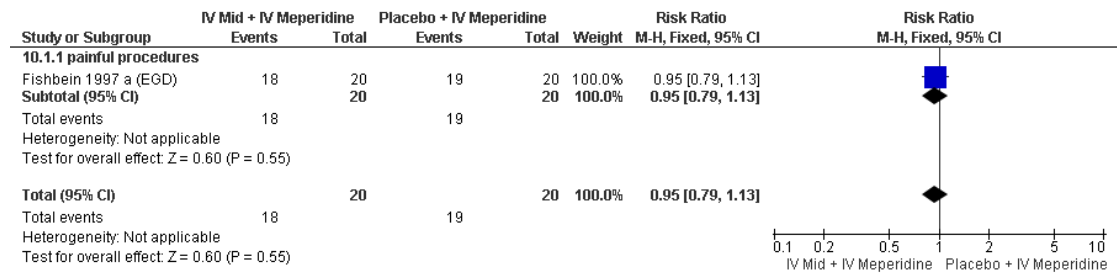 IV Mid + IV Meperidine Placebo + IV Meperidine Risk Ratio Risk Ratio
Study or Subgroup Events Total Events Total Weight M-H, Fixed, 95% CI M-H, Fixed, 95% CI
10.1.1 painful procedures
Fishbein 1997 a (EGD) 18 20 19 20 100.0% 0.95 [0.79, 1.13]
Subtotal (95% CI) 20 20 100.0% 0.95 [0.79, 1.13]
Total events 18 19
Heterogeneity: Not applicable
Test for overall effect: Z = 0.60 (P = 0.55)
Total (95% CI) 20 20 100.0% 0.95 [0.79, 1.13]
Total events 18 19
Heterogeneity: Not applicable
Test for overall effect: Z = 0.60 (P = 0.55)
0.1 0.2 0.5 1 2 5 10
IV Mid + IV Meperidine Placebo + IV Meperidine